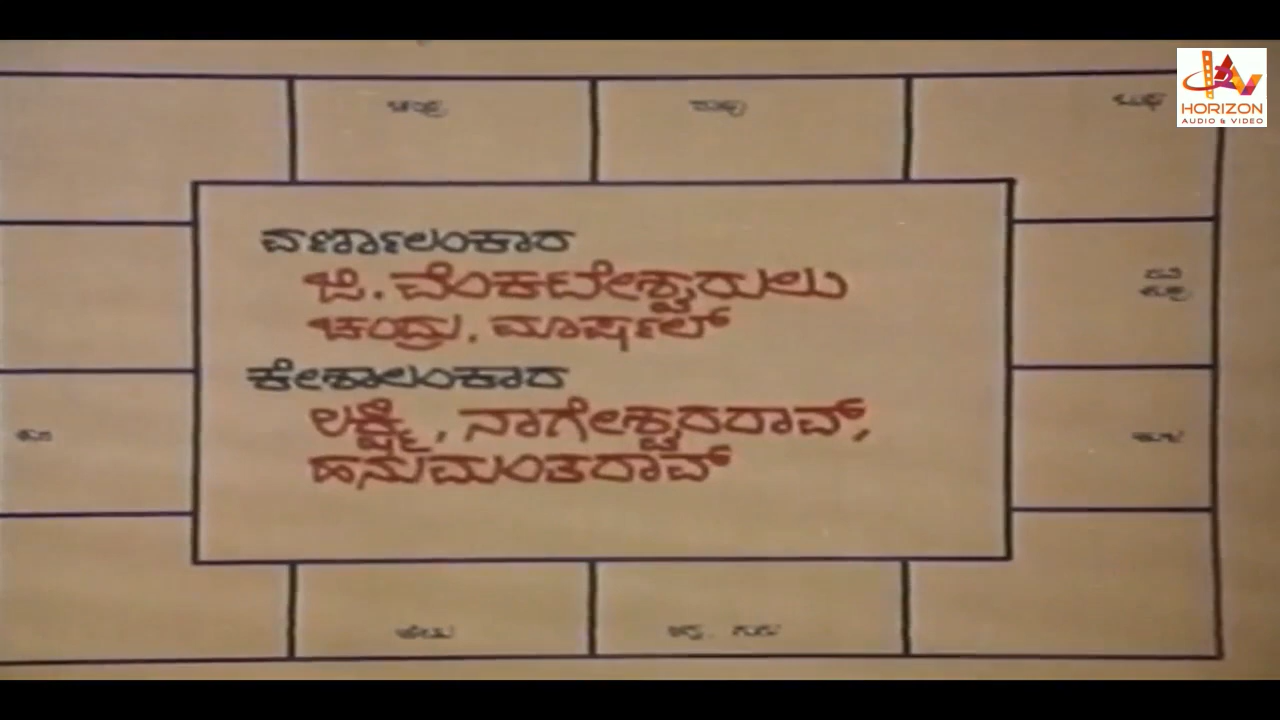 ಚಂದ್ರ
ರಾಹು
HORIZON
AUDIO & VIDEO
ವರ್ಣಾಲಂಕಾರ
ಜಿ. ವೆಂಕಟೇಶ್ವರುಲು
ಚಂದ್ರು, ಮಾರ್ಷಲ್
ಕೇಶಾಲಂಕಾರ
ಲಕ್ಷ್ಮಿ, ನಾಗೇಶ್ವರರಾವ್,
ಹನುಮಂತರಾವ್
ಕೇತು